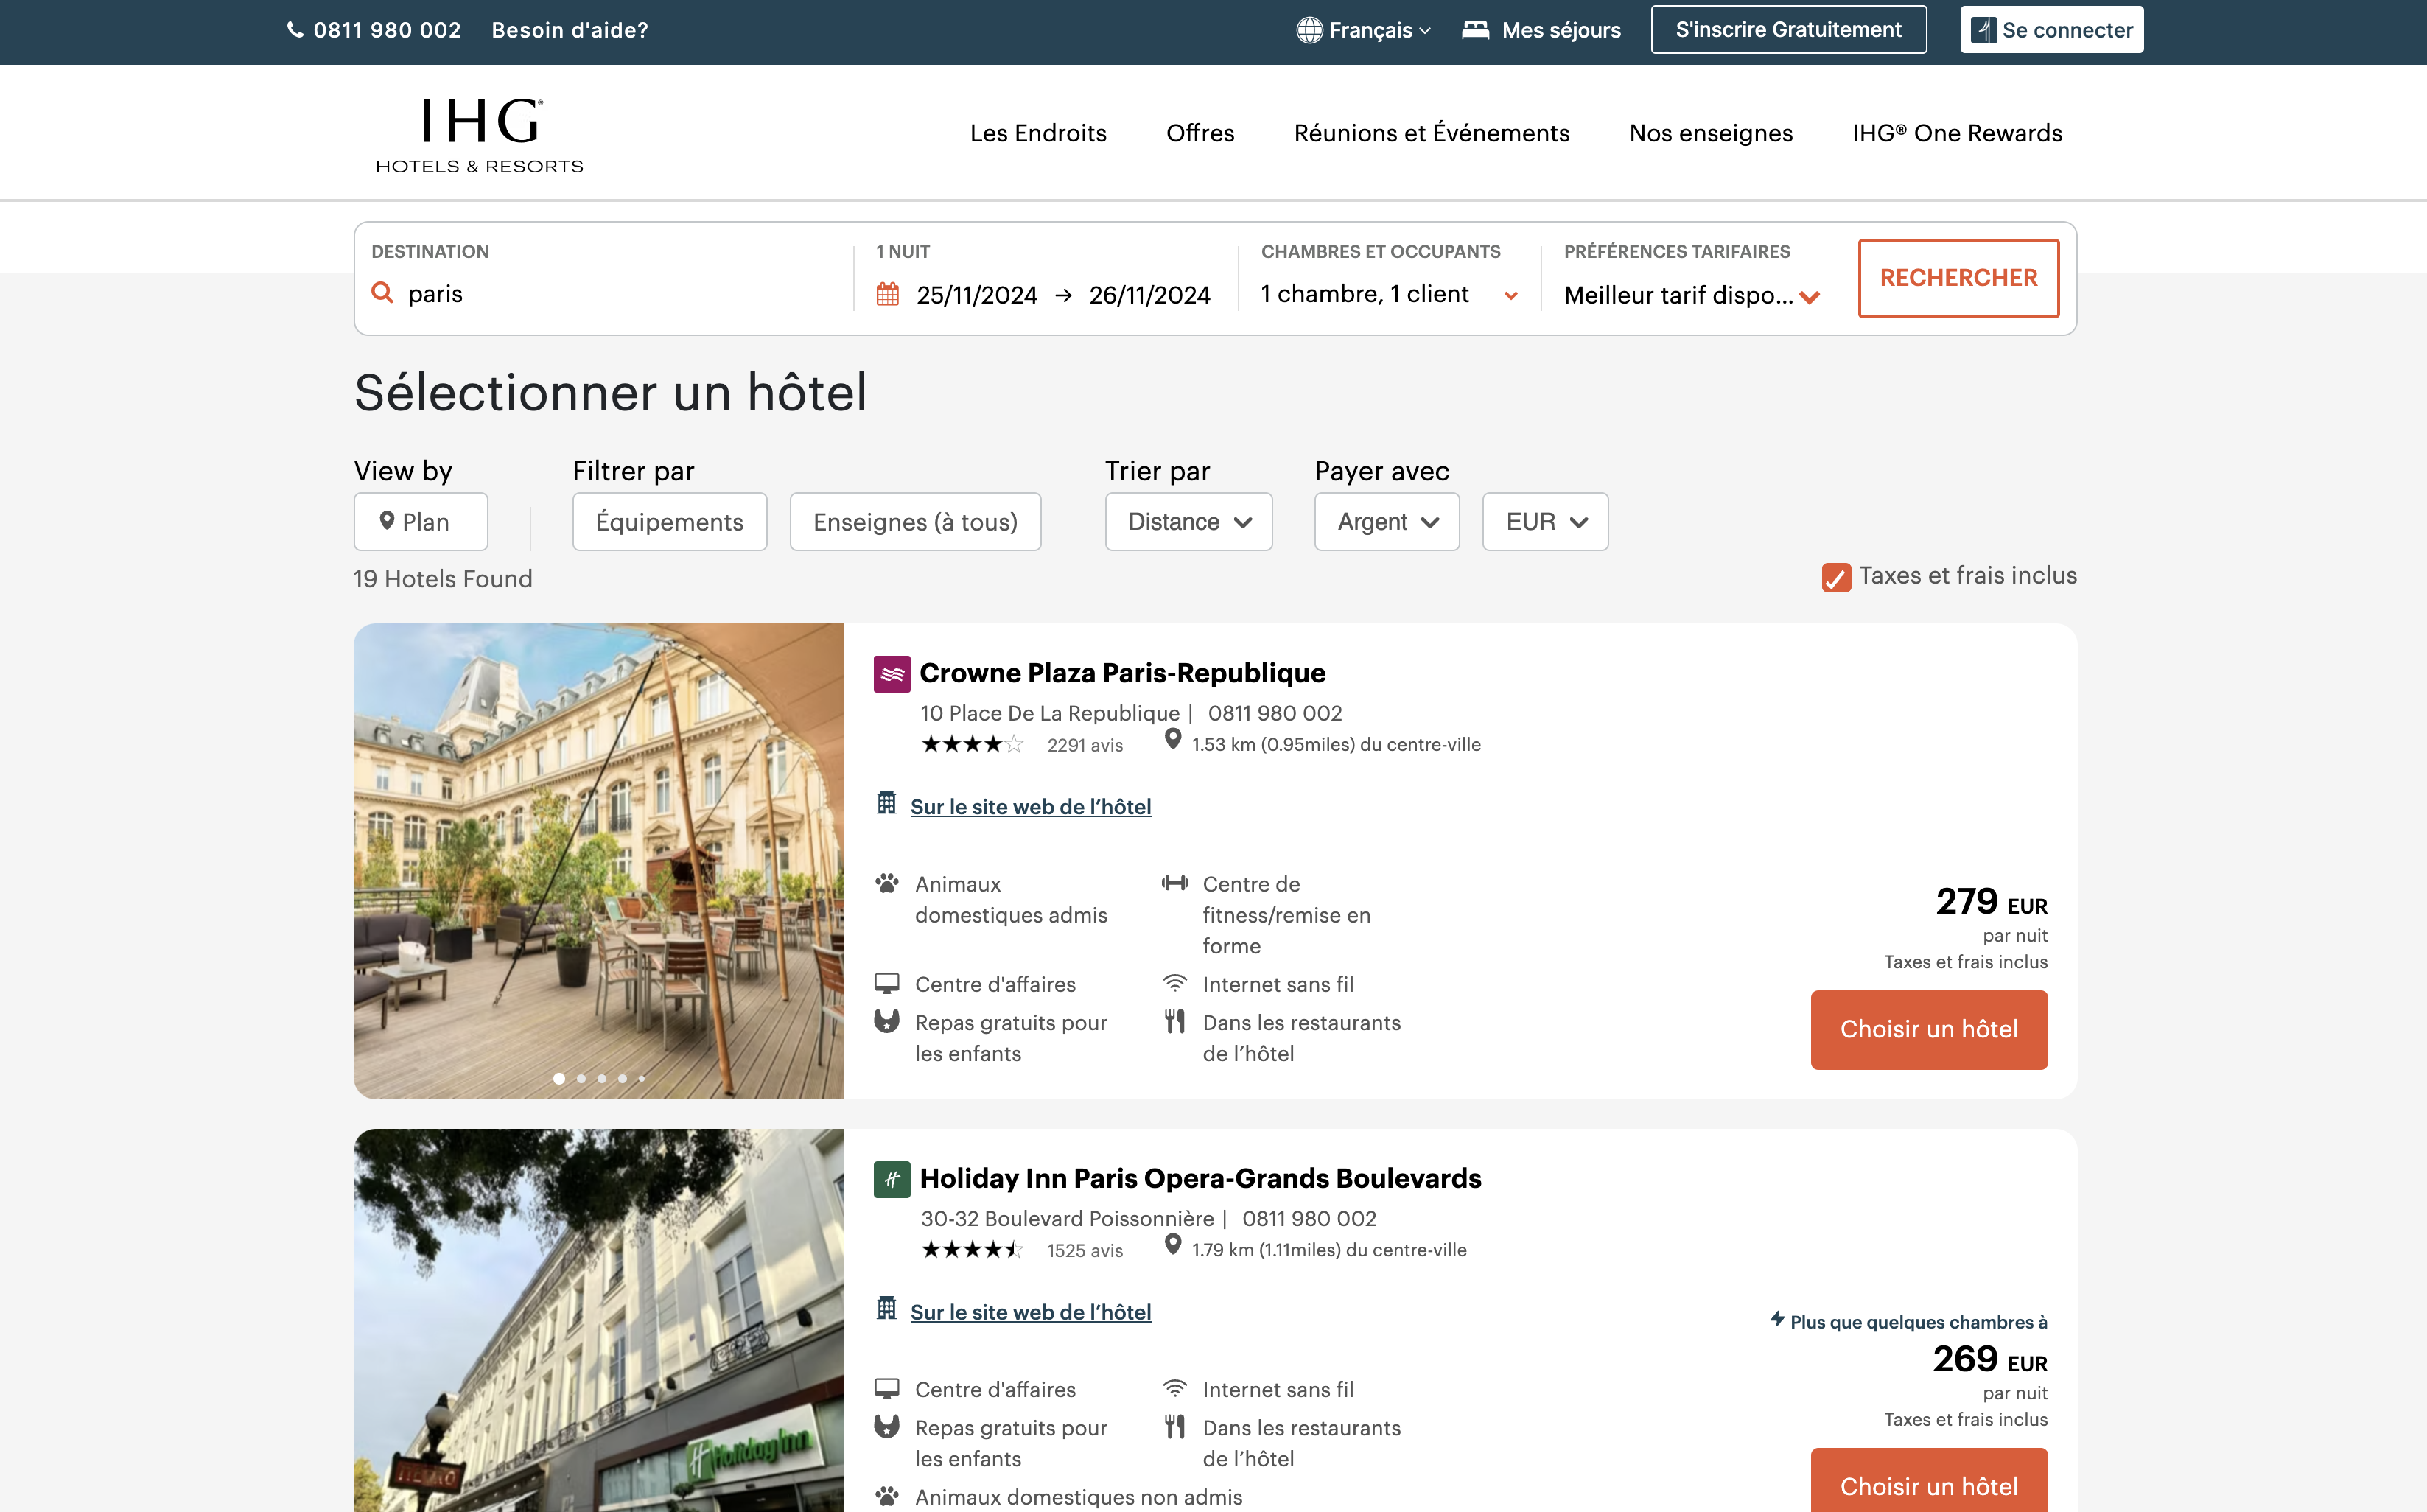 0811 980 002 Besoin d'aide? Français Mes séjours S'inscrire Gratuitement Se connecter
IHG®
HOTELS & RESORTS
Les Endroits Offres Réunions et Événements Nos enseignes IHG® One Rewards
DESTINATION 1 NUIT CHAMBRES ET OCCUPANTS PRÉFÉRENCES TARIFAIRES
paris 25/11/2024 → 26/11/2024 1 chambre, 1 client Meilleur tarif dispo... RECHERCHER
Sélectionner un hôtel
View by Filtrer par Trier par Payer avec
Plan Équipements Enseignes (à tous) Distance Argent EUR
19 Hotels Found Taxes et frais inclus
Crowne Plaza Paris-Republique
10 Place De La Republique | 0811 980 002
2291 avis 1.53 km (0.95miles) du centre-ville
Sur le site web de l’hôtel
Animaux
domestiques admis
Centre de
fitness/remise en
forme
Centre d'affaires
Internet sans fil
Repas gratuits pour
les enfants
Dans les restaurants
de l’hôtel
279 EUR
par nuit
Taxes et frais inclus
Choisir un hôtel
Holiday Inn Paris Opera-Grands Boulevards
30-32 Boulevard Poissonnière | 0811 980 002
1525 avis 1.79 km (1.11miles) du centre-ville
Sur le site web de l’hôtel
Centre d'affaires
Internet sans fil
Repas gratuits pour
les enfants
Dans les restaurants
de l’hôtel
Animaux domestiques non admis
Plus que quelques chambres à
269 EUR
par nuit
Taxes et frais inclus
Choisir un hôtel
METRO
Holiday Inn